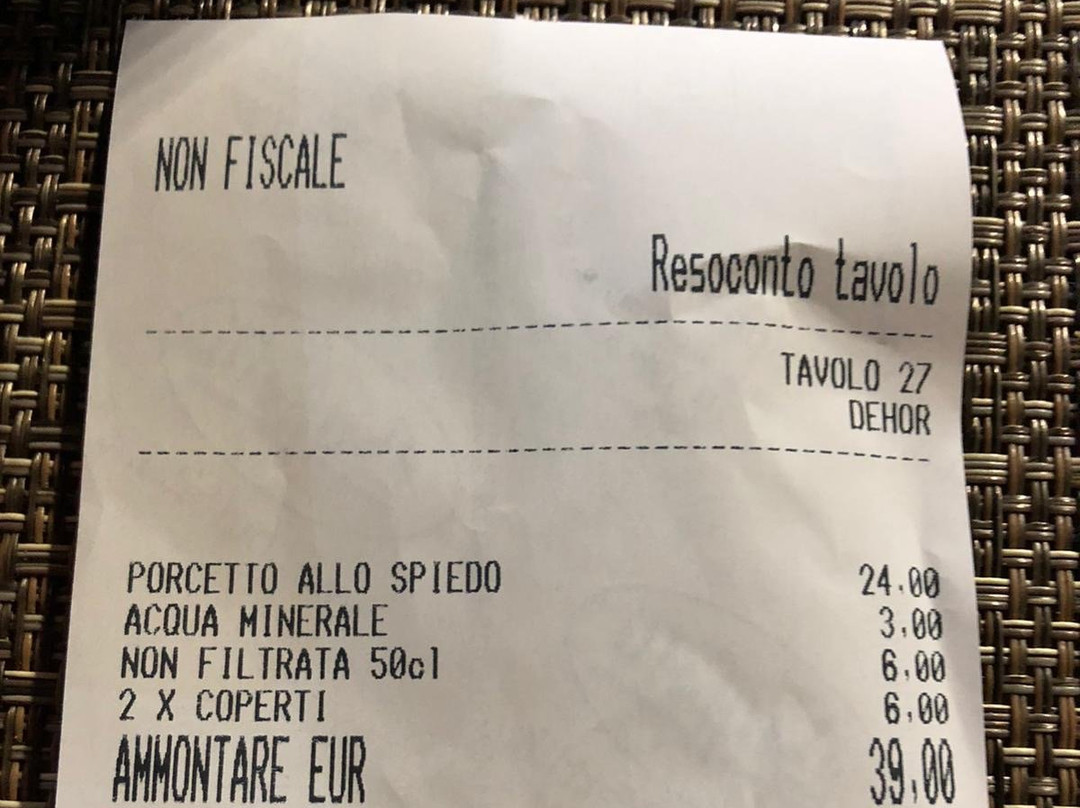 NON FISCALE
Resoconto tavolo
TAVOLO 27
DEHOR
PORCETTO ALLO SPIEDO 24,00
ACQUA MINERALE 3,00
NON FILTRATA 50cl 6,00
2 X COPERTI 6,00
AMMONTARE EUR 39,00